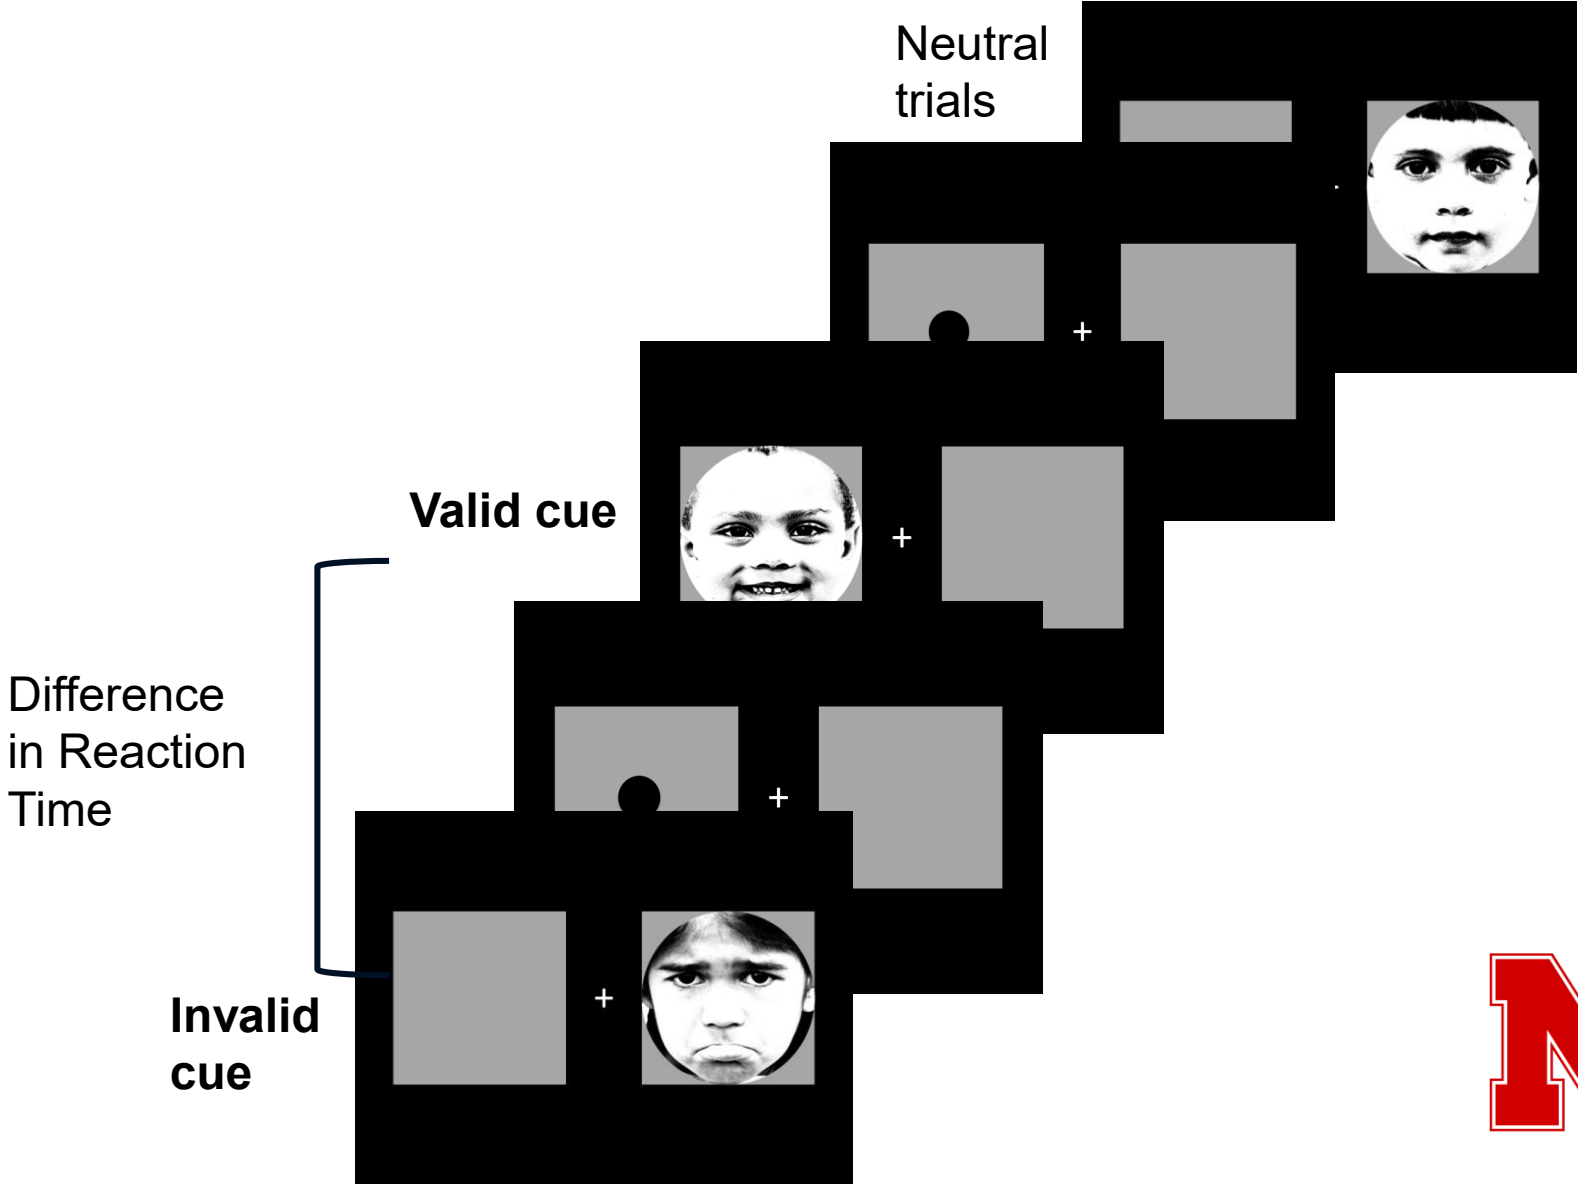 Neutral
trials
Valid cue
Difference
in Reaction
Time
Invalid
cue
N